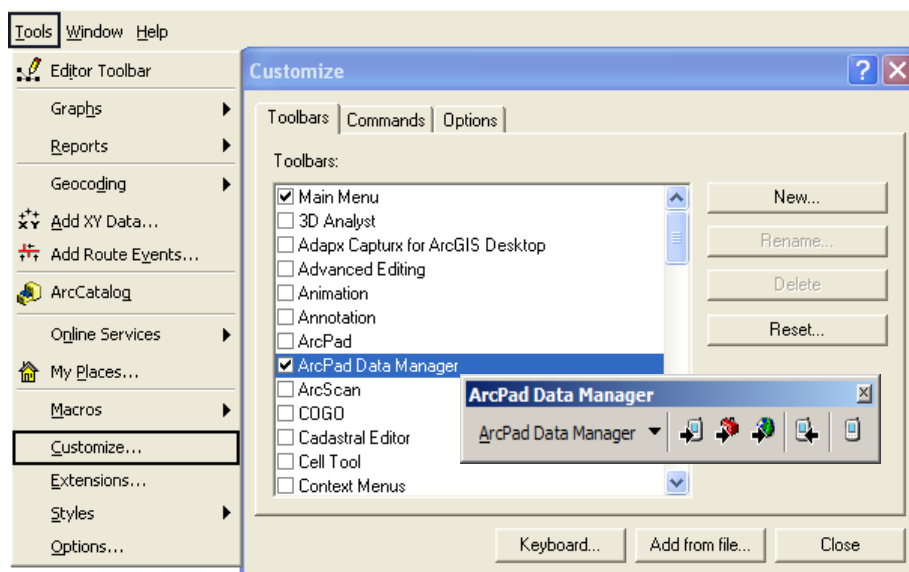 Tools Window Help
Editor Toolbar
Graphs
Reports
Geocoding
Add XY Data...
Add Route Events...
ArcCatalog
Online Services
My Places...
Macros
Customize...
Extensions...
Styles
Options...
Customize
Toolbars Commands Options
Toolbars:
Main Menu
3D Analyst
Adapx Capturx for ArcGIS Desktop
Advanced Editing
Animation
Annotation
ArcPad
ArcPad Data Manager
ArcScan
COGO
Cadastral Editor
Cell Tool
Context Menus
New...
Rename...
Delete
Reset...
ArcPad Data Manager
ArcPad Data Manager
Keyboard... Add from file... Close